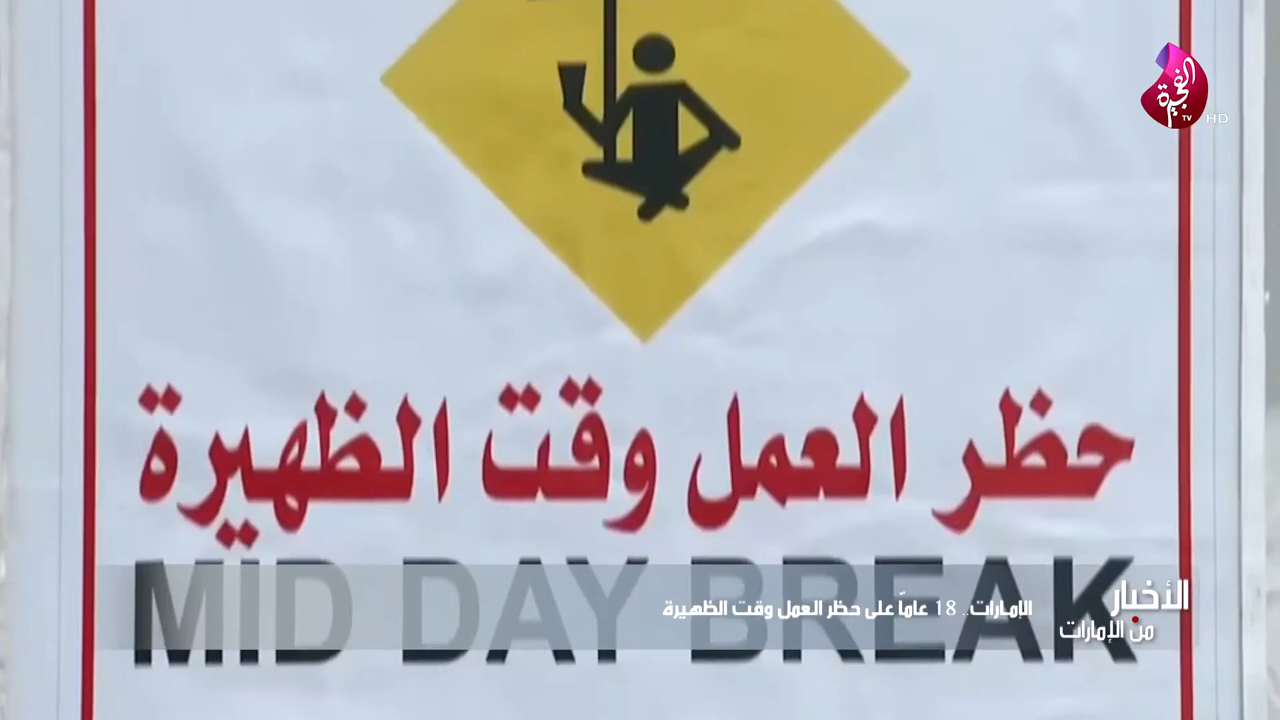 الفجيرة
TV HD
حظر العمل وقت الظهيرة
MID DAY BREAK
الأخبار
من الإمارات
الإمارات.. 18 عاماً على حظر العمل وقت الظهيرة